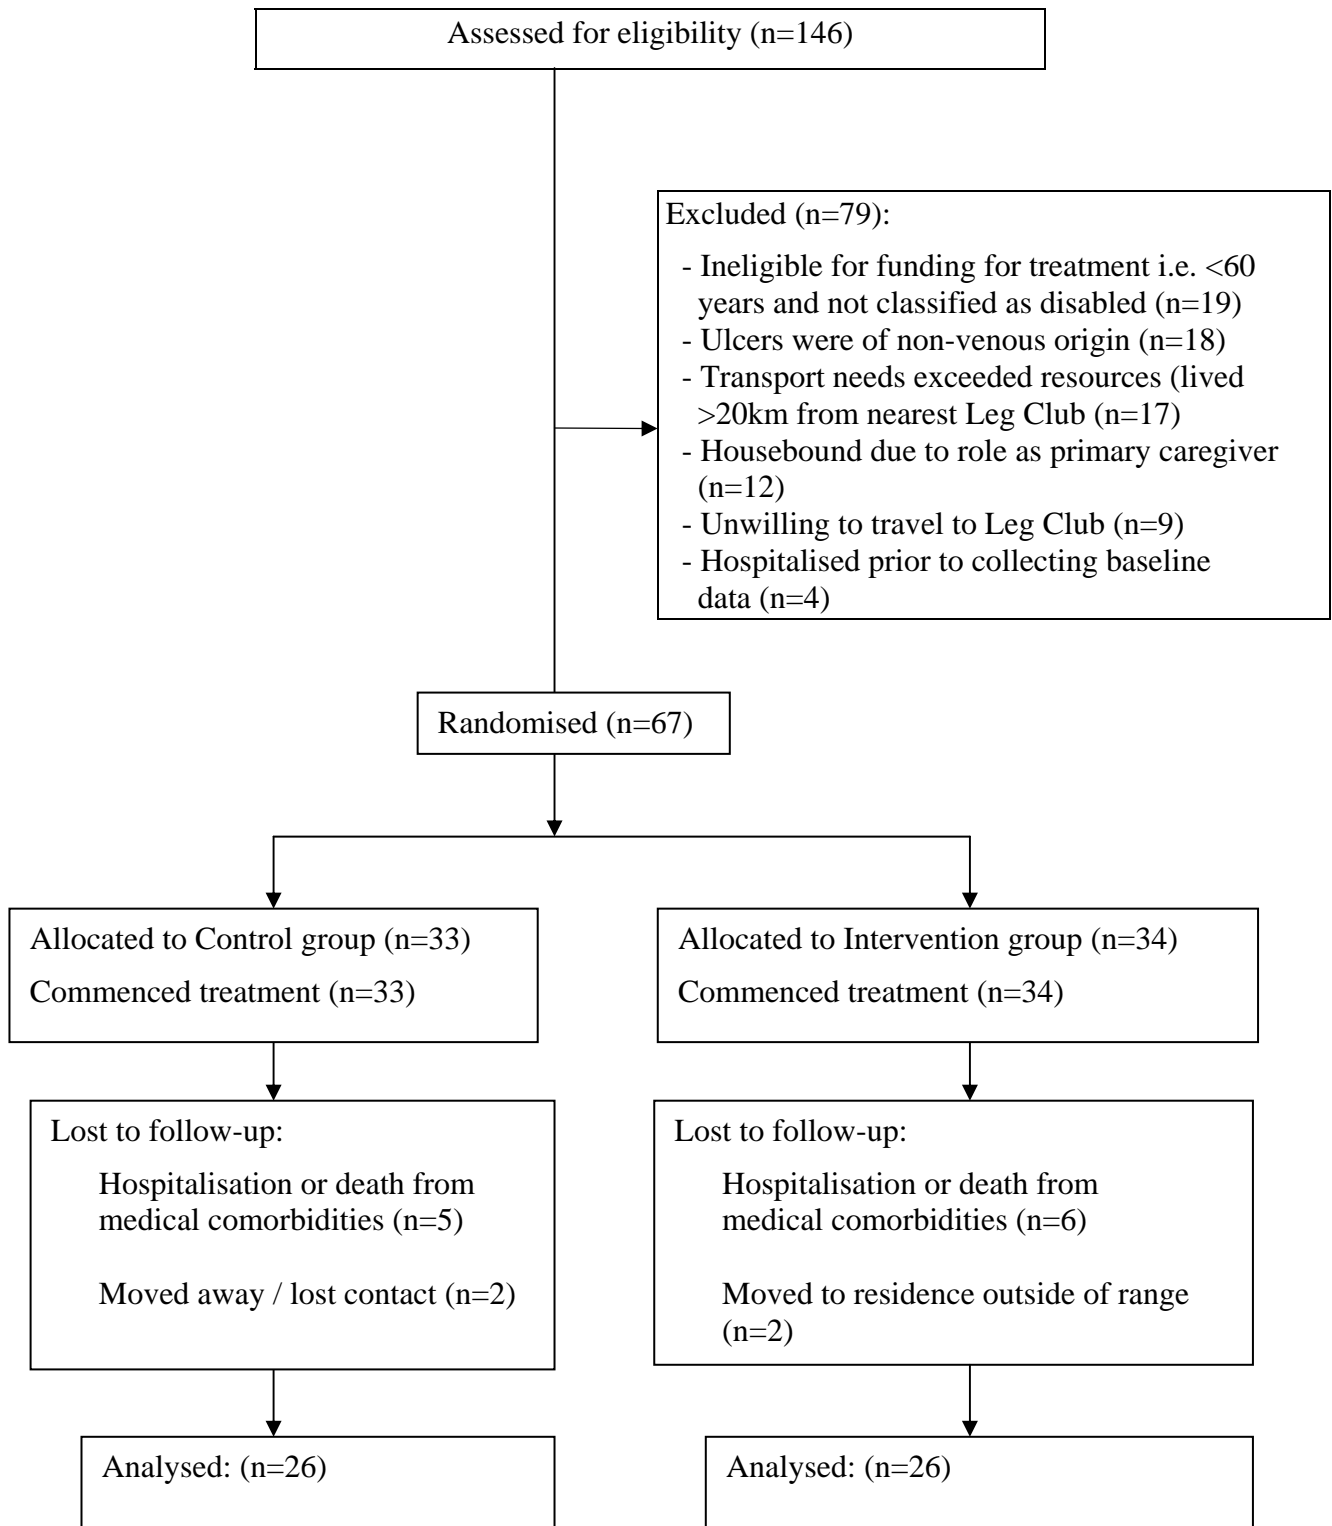 Assessed for eligibility (n=146)
Excluded (n=79):
- Ineligible for funding for treatment i.e. <60
years and not classified as disabled (n=19)
- Ulcers were of non-venous origin (n=18)
- Transport needs exceeded resources (lived
>20km from nearest Leg Club (n=17)
- Housebound due to role as primary caregiver
(n=12)
- Unwilling to travel to Leg Club (n=9)
- Hospitalised prior to collecting baseline
data (n=4)
Randomised (n=67)
Allocated to Control group (n=33)
Commenced treatment (n=33)
Allocated to Intervention group (n=34)
Commenced treatment (n=34)
Lost to follow-up:
Hospitalisation or death from
medical comorbidities (n=5)
Moved away / lost contact (n=2)
Lost to follow-up:
Hospitalisation or death from
medical comorbidities (n=6)
Moved to residence outside of range
(n=2)
Analysed: (n=26)
Analysed: (n=26)